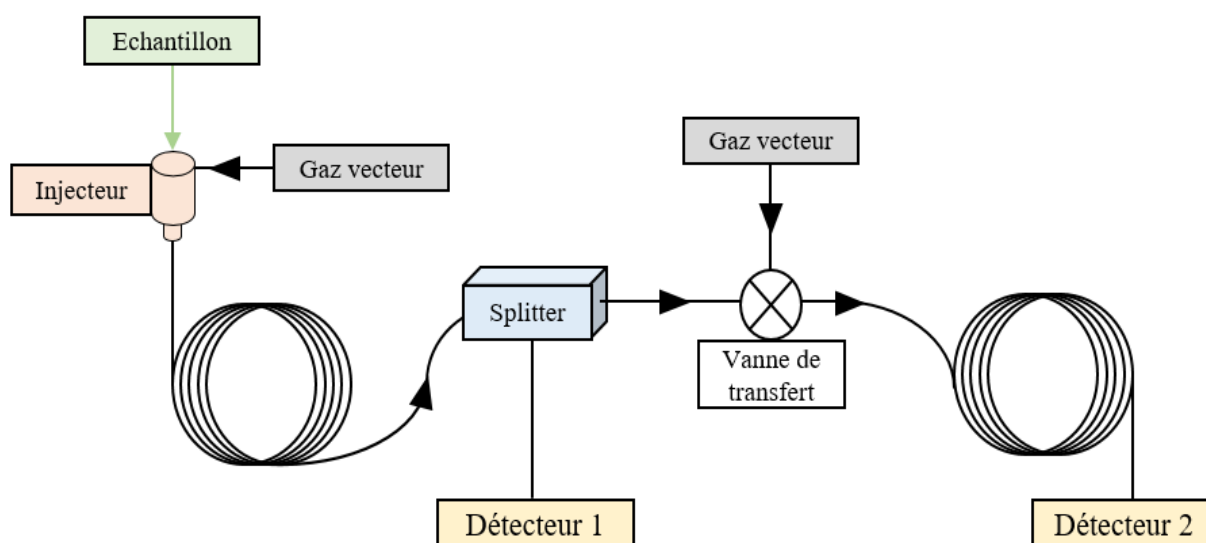 Echantillon
Gaz vecteur
Injecteur
Gaz vecteur
Splitter
Vanne de
transfert
Détecteur 1
Détecteur 2